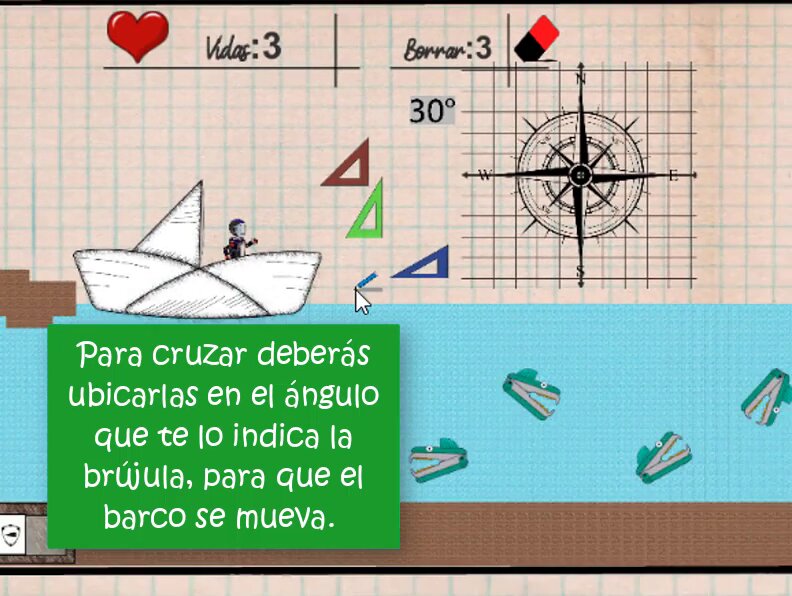 Vidas:3
Borrar:3
30°
N
W
E
S
Para cruzar deberás
ubicarlas en el ángulo
que te lo indica la
brújula, para que el
barco se mueva.